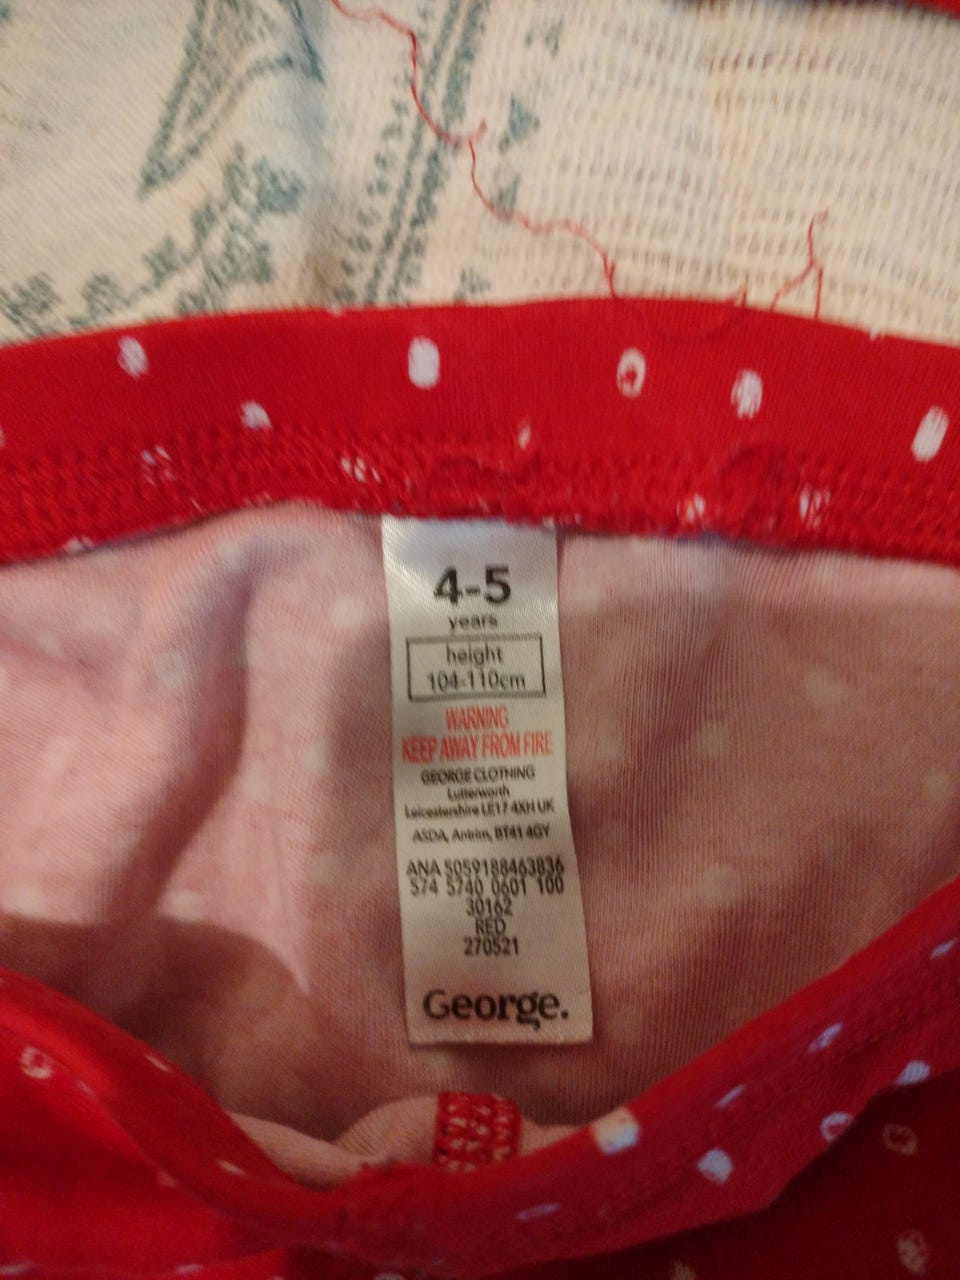 4-5
years
height
104-110cm
WARNING
KEEP AWAY FROM FIRE
GEORGE CLOTHING
Lutterworth
Leicestershire LE17 4XH UK
ASDA, Antrim, BT41 4GY
ANA 5059188463836
574 5740 0601 100
30162
RED
270521
George.